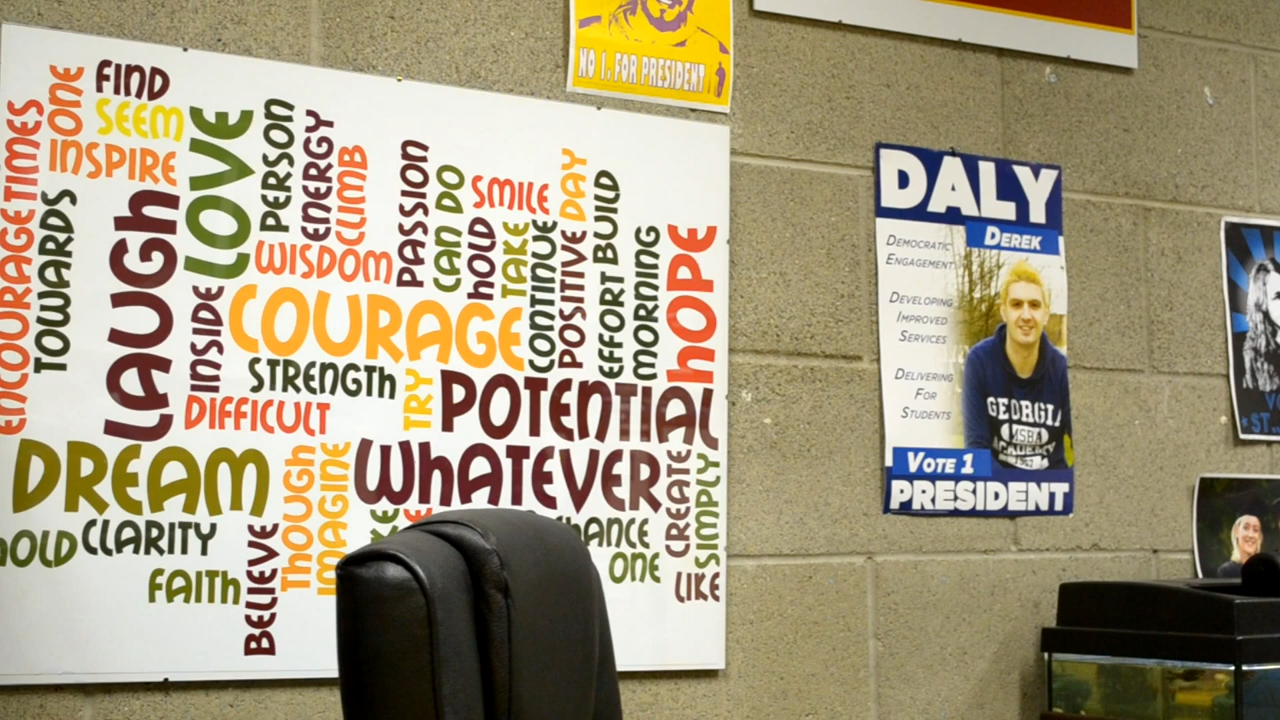 NO 1. FOR PRESIDENT
FIND
SEEM
ONE
INSPIRE
TIMES
ENCOURAGE
TOWARDS
LAUGH
LOVE
PERSON
ENERGY
CLIMB
WISDOM
PASSION
CAN DO
SMILE
HOLD
TAKE
CONTINUE
DAY
POSITIVE
BUILD
EFFORT
MORNING
HOPE
INSIDE
COURAGE
STRENGTH
DIFFICULT
TRY
POTENTIAL
DREAM
WHATEVER
THOUGH
IMAGINE
CREATE
SIMPLY
HOLD
CLARITY
FAITH
BELIEVE
ONE
LIKE
DALY
DEREK
DEMOCRATIC
ENGAGEMENT
DEVELOPING
IMPROVED
SERVICES
DELIVERING
FOR
STUDENTS
GEORGIA
MSBA
ACADEMY
1962
VOTE 1
PRESIDENT
ST.